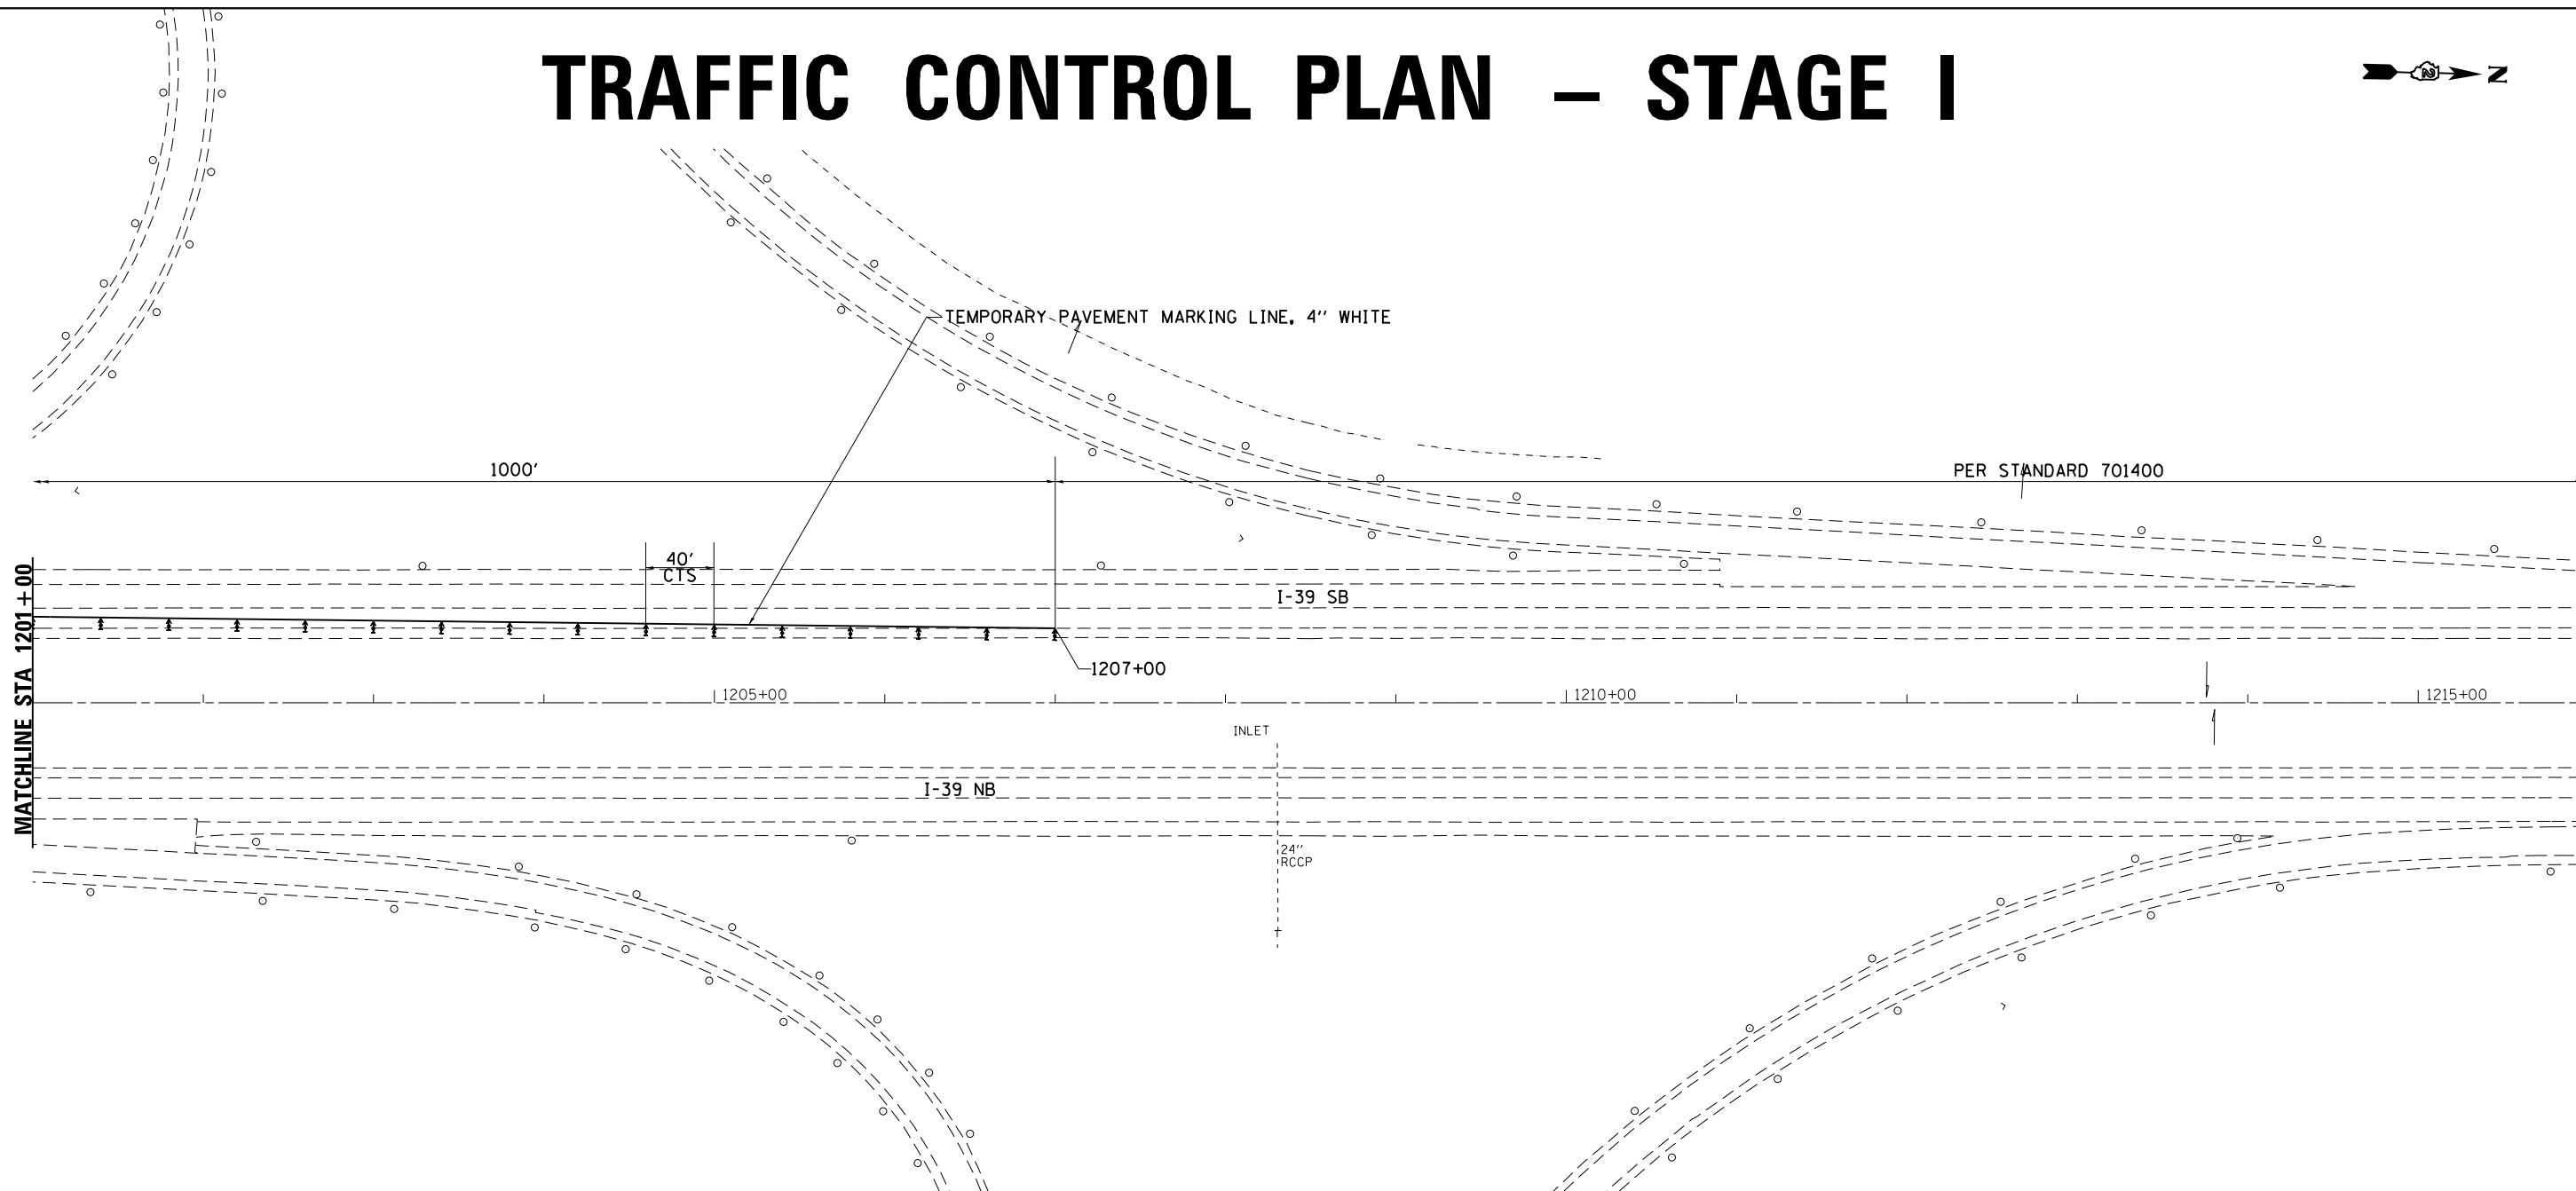 TRAFFIC CONTROL PLAN – STAGE I
N
TEMPORARY PAVEMENT MARKING LINE, 4'' WHITE
1000'
PER STANDARD 701400
40'
CTS
I-39 SB
MATCHLINE STA 1201+00
1207+00
1205+00
1210+00
1215+00
INLET
I-39 NB
24''
RCCP